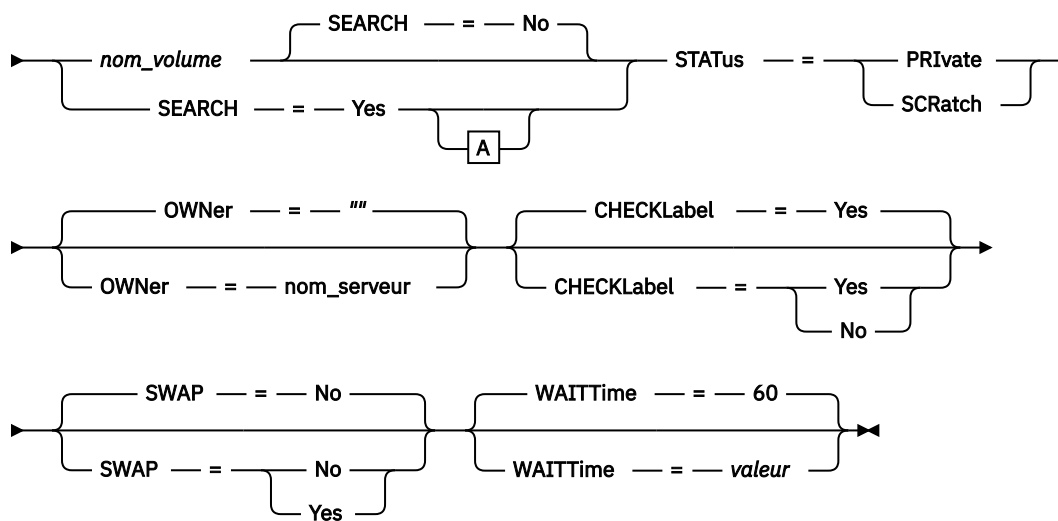 SEARCH = No
nom_volume STATus = PRIvate
SEARCH = Yes SCRatch
A
OWNer = "" CHECKLabel = Yes
OWNer = nom_serveur CHECKLabel = Yes
No
SWAP = No WAITTime = 60
SWAP = No WAITTime = valeur
Yes